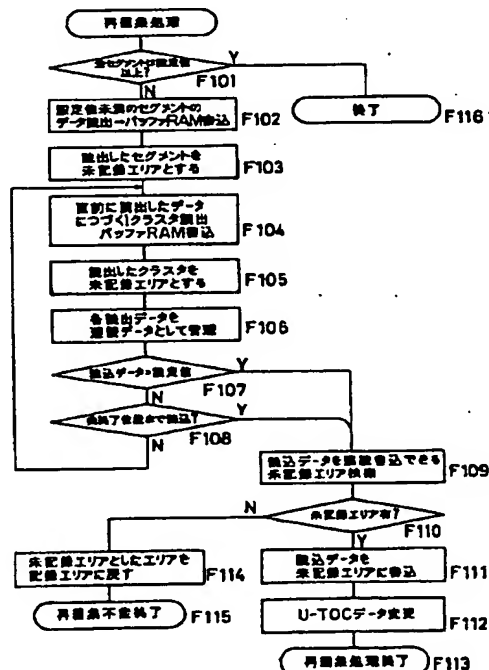 再編集処理
全セグメントは設定値
以上?
Y
F101
N
終了
F116
設定値未満のセグメントの
データ読出→バッファRAM書込
F102
読出したセグメントを
未記録エリアとする
F103
直前に読出したデータ
につづく1クラスタ読出
バッファRAM書込
F104
読出したクラスタを
未記録エリアとする
F105
各読出データを
連続データとして管理
F106
読込データ>設定値
Y
F107
N
曲終了位置まで読込?
Y
F108
N
読込データを連続書込できる
未記録エリア検索
F109
未記録エリア有?
N
F110
Y
未記録エリアとしたエリアを
記録エリアに戻す
F114
読込データを
未記録エリアに書込
F111
再編集不能終了
F115
U-TOCデータ変更
F112
再編集処理終了
F113